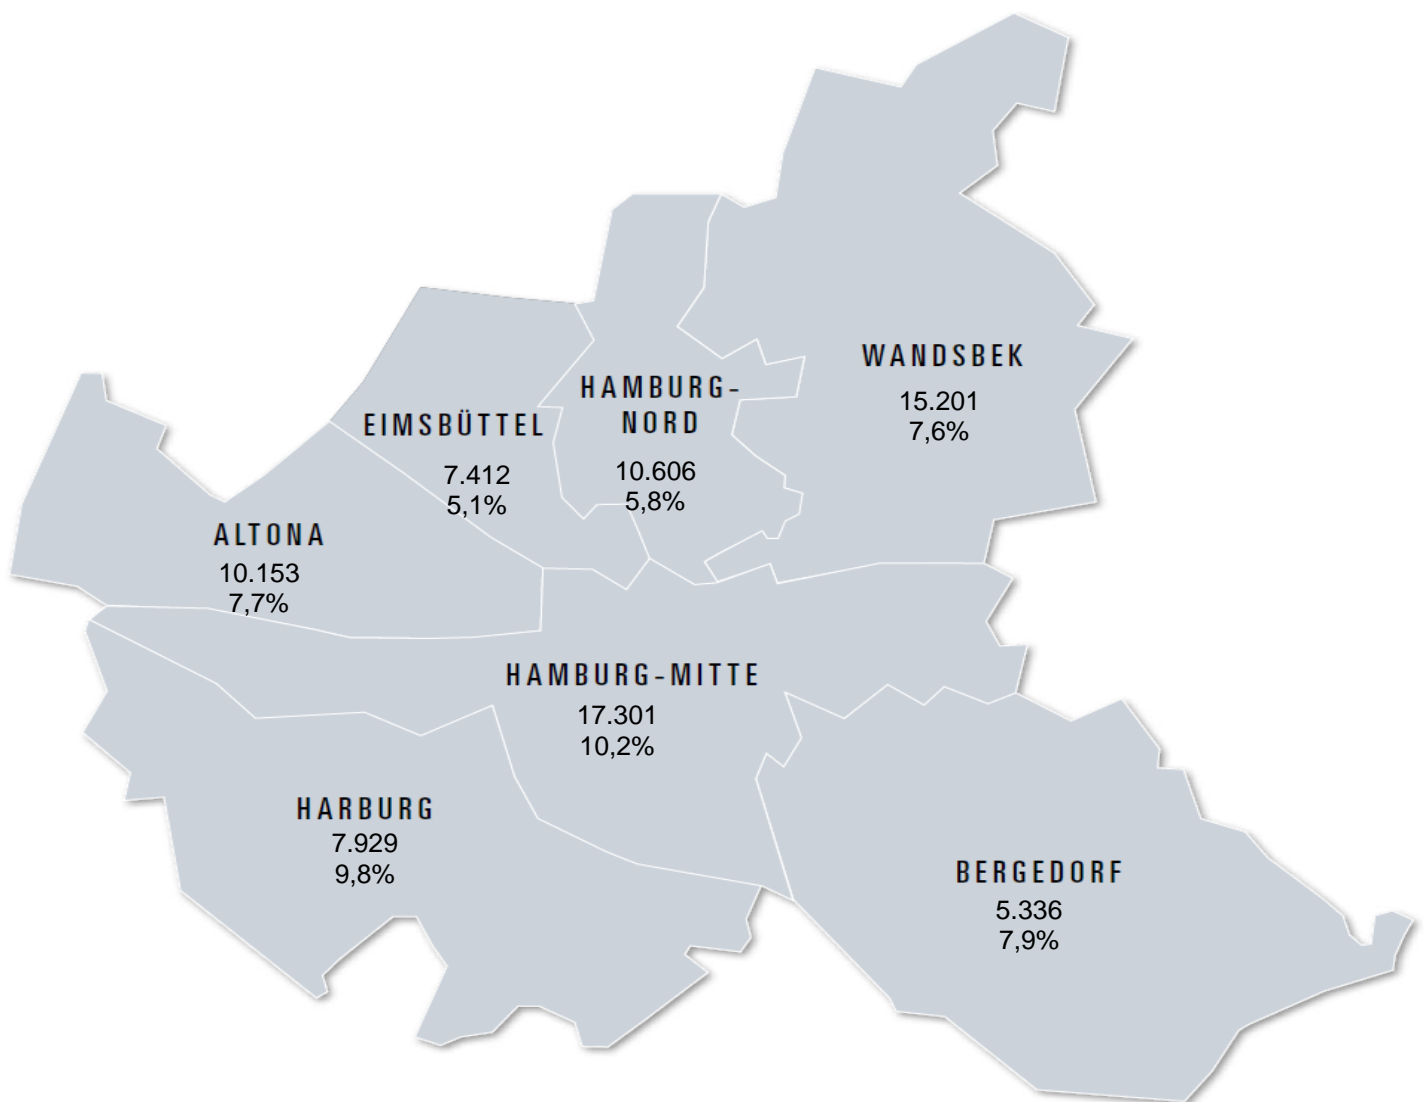 WANDSBEK
15.201
7,6%
HAMBURG-
NORD
10.606
5,8%
EIMSBÜTTEL
7.412
5,1%
ALTONA
10.153
7,7%
HAMBURG-MITTE
17.301
10,2%
HARBURG
7.929
9,8%
BERGEDORF
5.336
7,9%